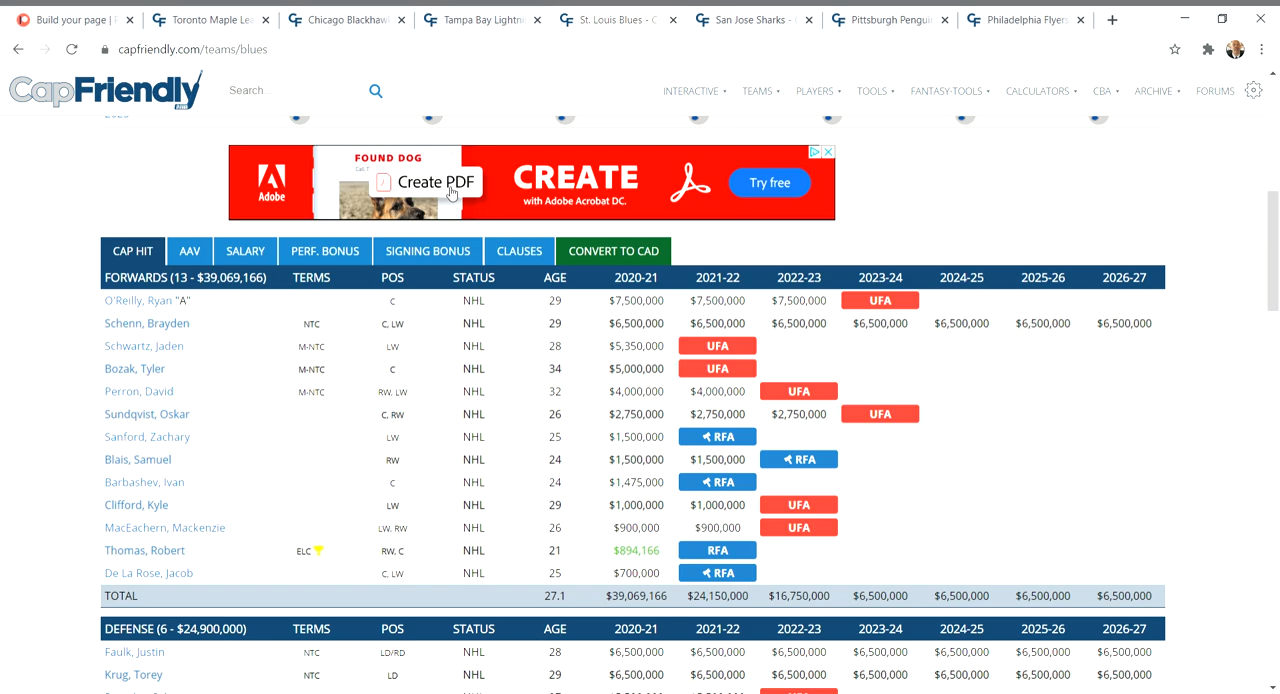 Build your page | R
Toronto Maple Lea
Chicago Blackhaw
Tampa Bay Lightni
St. Louis Blues - C
San Jose Sharks -
Pittsburgh Pengui
Philadelphia Flyers
capfriendly.com/teams/blues
CapFriendly
Search...
INTERACTIVE
TEAMS
PLAYERS
TOOLS
FANTASY-TOOLS
CALCULATORS
CBA
ARCHIVE
FORUMS
Adobe
FOUND DOG
Create PDF
CREATE
with Adobe Acrobat DC.
Try free
CAP HIT AAV SALARY PERF. BONUS SIGNING BONUS CLAUSES CONVERT TO CAD
FORWARDS (13 - $39,069,166) TERMS POS STATUS AGE 2020-21 2021-22 2022-23 2023-24 2024-25 2025-26 2026-27
O'Reilly, Ryan "A" C NHL 29 $7,500,000 $7,500,000 $7,500,000 UFA
Schenn, Brayden NTC C, LW NHL 29 $6,500,000 $6,500,000 $6,500,000 $6,500,000 $6,500,000 $6,500,000 $6,500,000
Schwartz, Jaden M-NTC LW NHL 28 $5,350,000 UFA
Bozak, Tyler M-NTC C NHL 34 $5,000,000 UFA
Perron, David M-NTC RW, LW NHL 32 $4,000,000 $4,000,000 UFA
Sundqvist, Oskar C, RW NHL 26 $2,750,000 $2,750,000 $2,750,000 UFA
Sanford, Zachary LW NHL 25 $1,500,000 RFA
Blais, Samuel RW NHL 24 $1,500,000 $1,500,000 RFA
Barbashev, Ivan C NHL 24 $1,475,000 RFA
Clifford, Kyle LW NHL 29 $1,000,000 $1,000,000 UFA
MacEachern, Mackenzie LW, RW NHL 26 $900,000 $900,000 UFA
Thomas, Robert ELC RW, C NHL 21 $894,166 RFA
De La Rose, Jacob C, LW NHL 25 $700,000 RFA
TOTAL 27.1 $39,069,166 $24,150,000 $16,750,000 $6,500,000 $6,500,000 $6,500,000 $6,500,000
DEFENSE (6 - $24,900,000) TERMS POS STATUS AGE 2020-21 2021-22 2022-23 2023-24 2024-25 2025-26 2026-27
Faulk, Justin NTC LD/RD NHL 28 $6,500,000 $6,500,000 $6,500,000 $6,500,000 $6,500,000 $6,500,000 $6,500,000
Krug, Torey NTC LD NHL 29 $6,500,000 $6,500,000 $6,500,000 $6,500,000 $6,500,000 $6,500,000 $6,500,000